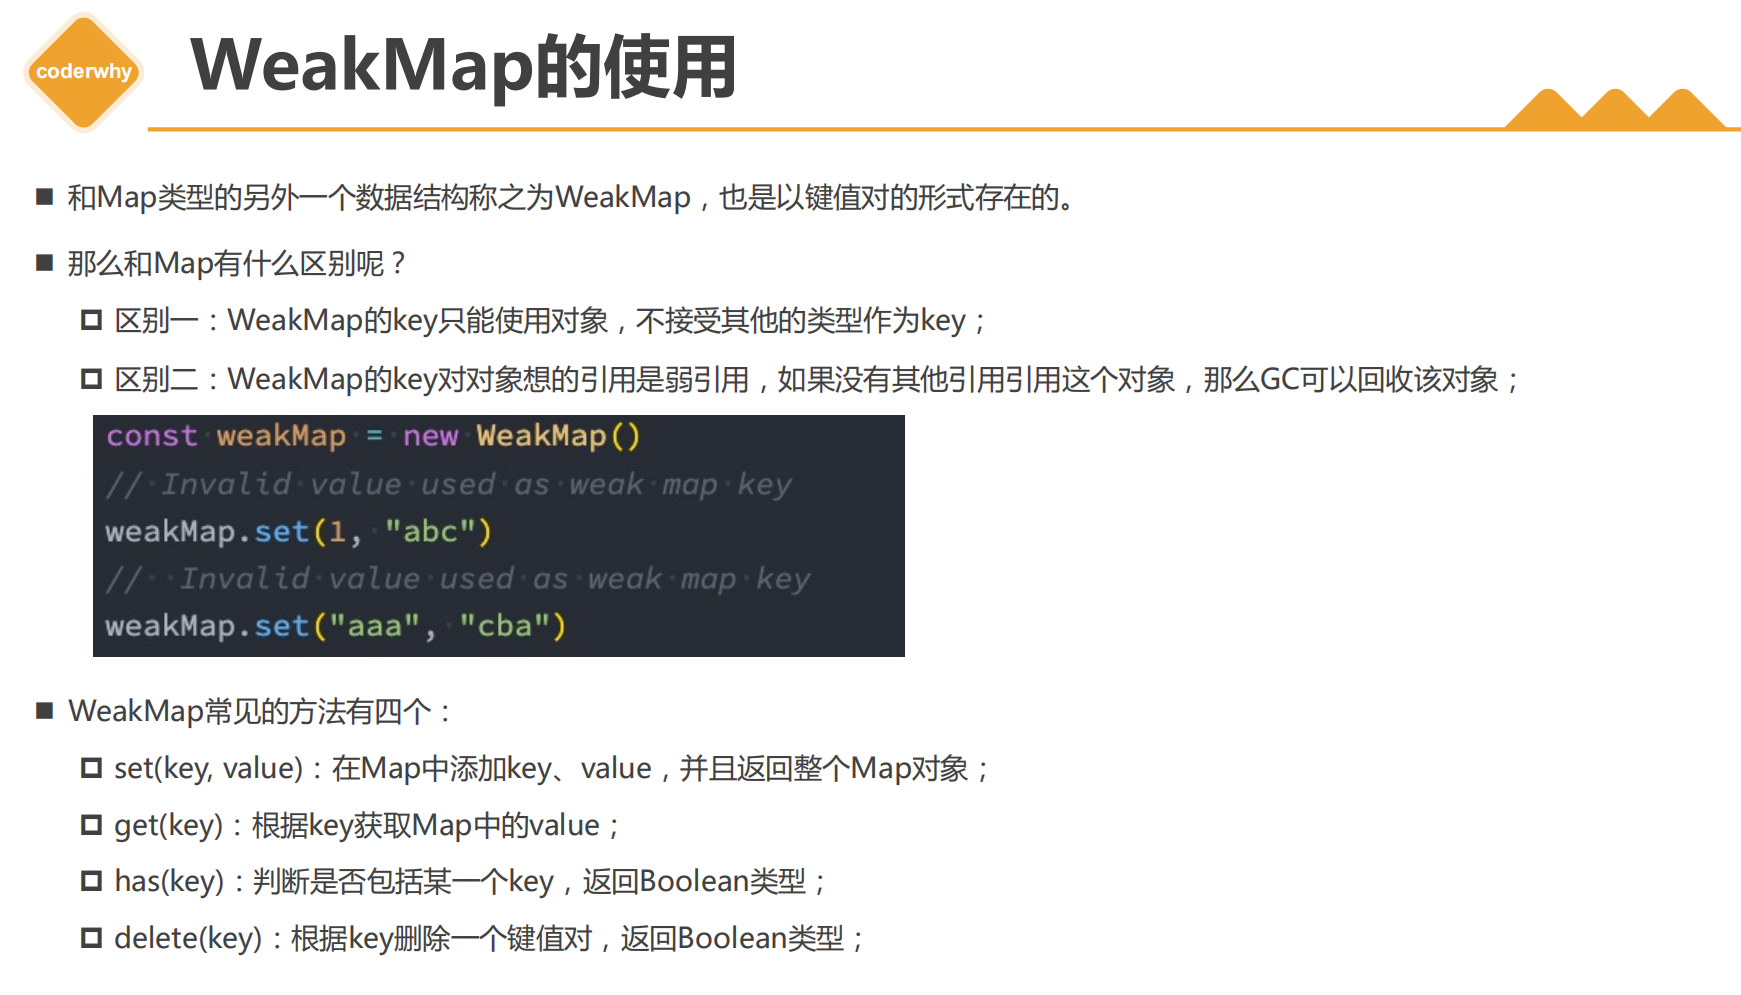 coderwhy
WeakMap的使用
和Map类型的另外一个数据结构称之为WeakMap，也是以键值对的形式存在的。
那么和Map有什么区别呢？
区别一：WeakMap的key只能使用对象，不接受其他的类型作为key；
区别二：WeakMap的key对对象想的引用是弱引用，如果没有其他引用引用这个对象，那么GC可以回收该对象；
const weakMap = new WeakMap()
// Invalid value used as weak map key
weakMap.set(1, "abc")
//  Invalid value used as weak map key
weakMap.set("aaa", "cba")
WeakMap常见的方法有四个：
set(key, value)：在Map中添加key、value，并且返回整个Map对象；
get(key)：根据key获取Map中的value；
has(key)：判断是否包括某一个key，返回Boolean类型；
delete(key)：根据key删除一个键值对，返回Boolean类型；